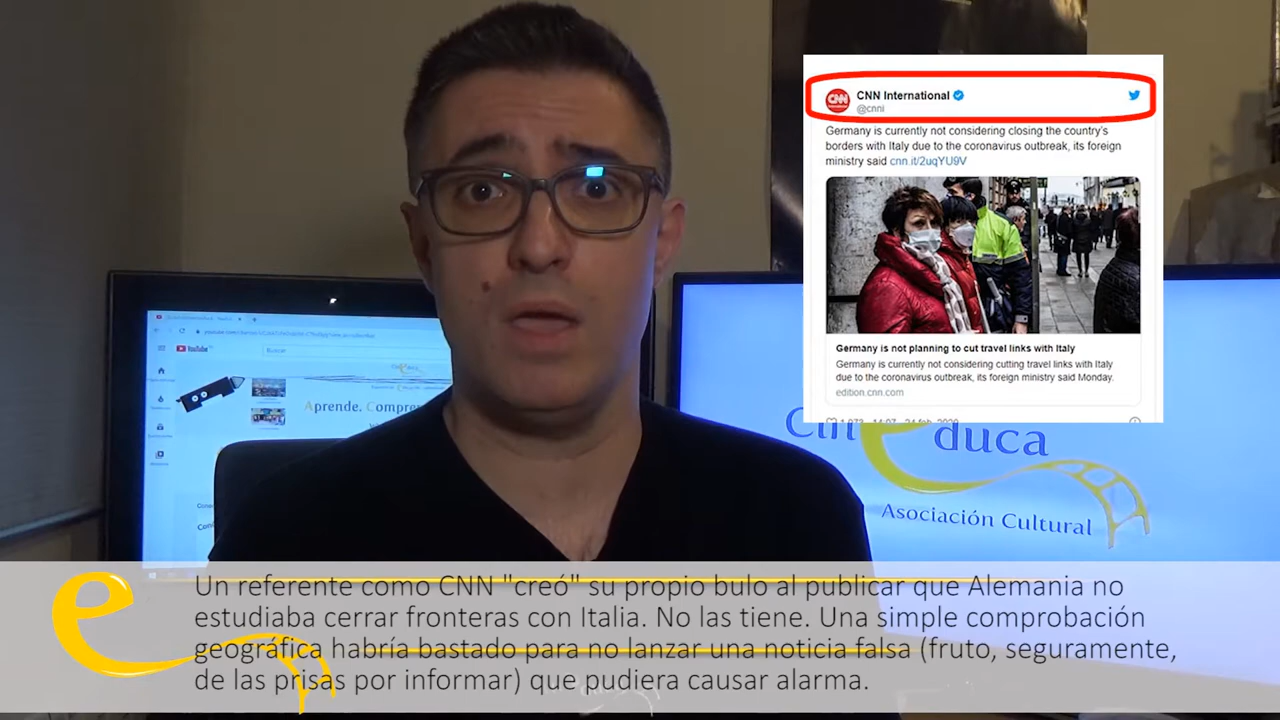 CNN International
@cnni
Germany is currently not considering closing the country's
borders with Italy due to the coronavirus outbreak, its foreign
ministry said cnn.it/2uqYU9V
Germany is not planning to cut travel links with Italy
Germany is currently not considering cutting travel links with Italy
due to the coronavirus outbreak, its foreign ministry said Monday.
edition.cnn.com
YouTube
Buscar
Aprende. Compren
duca
Asociación Cultural
Un referente como CNN "creó" su propio bulo al publicar que Alemania no
estudiaba cerrar fronteras con Italia. No las tiene. Una simple comprobación
geográfica habría bastado para no lanzar una noticia falsa (fruto, seguramente,
de las prisas por informar) que pudiera causar alarma.